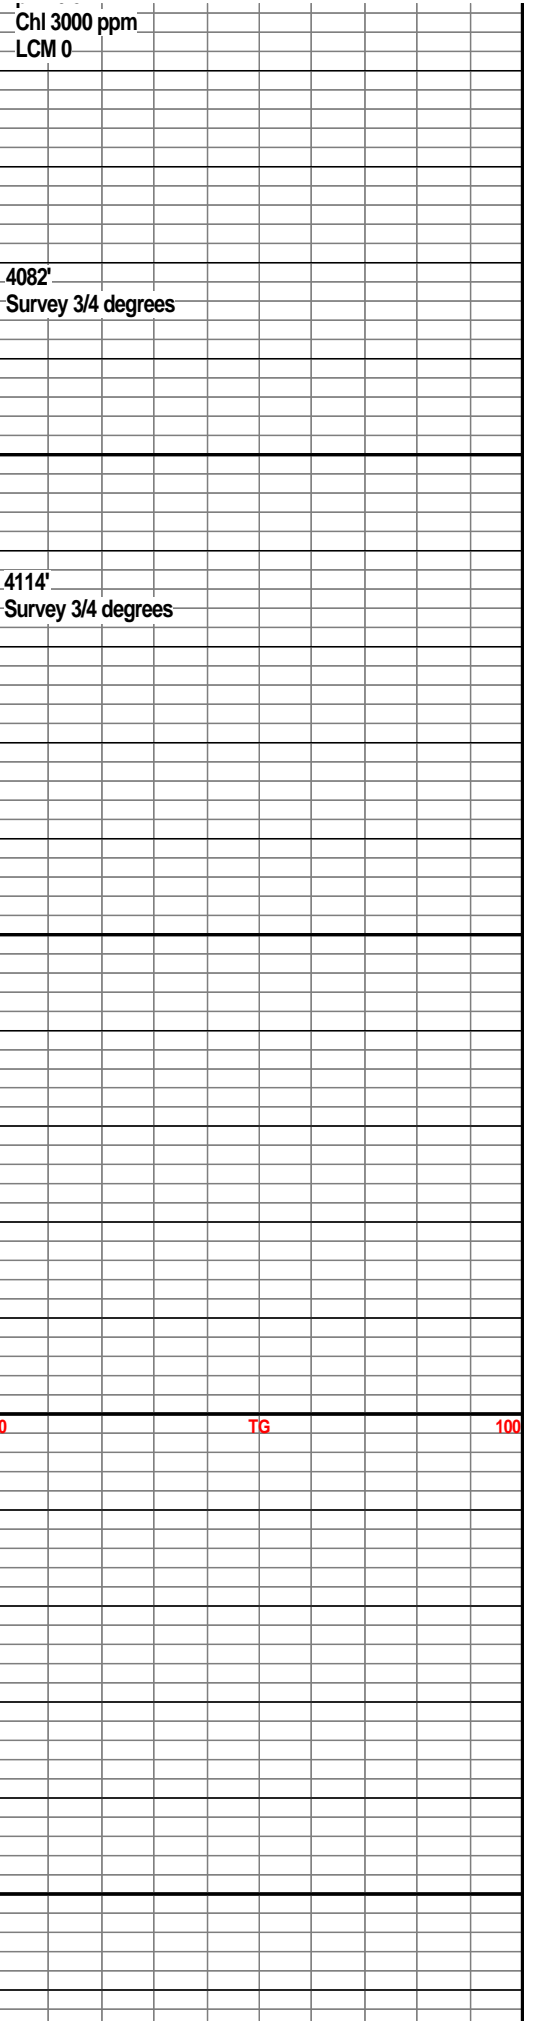 Chl 3000 ppm
LCM 0
4082'
Survey 3/4 degrees
4114'
Survey 3/4 degrees
0 TG 100